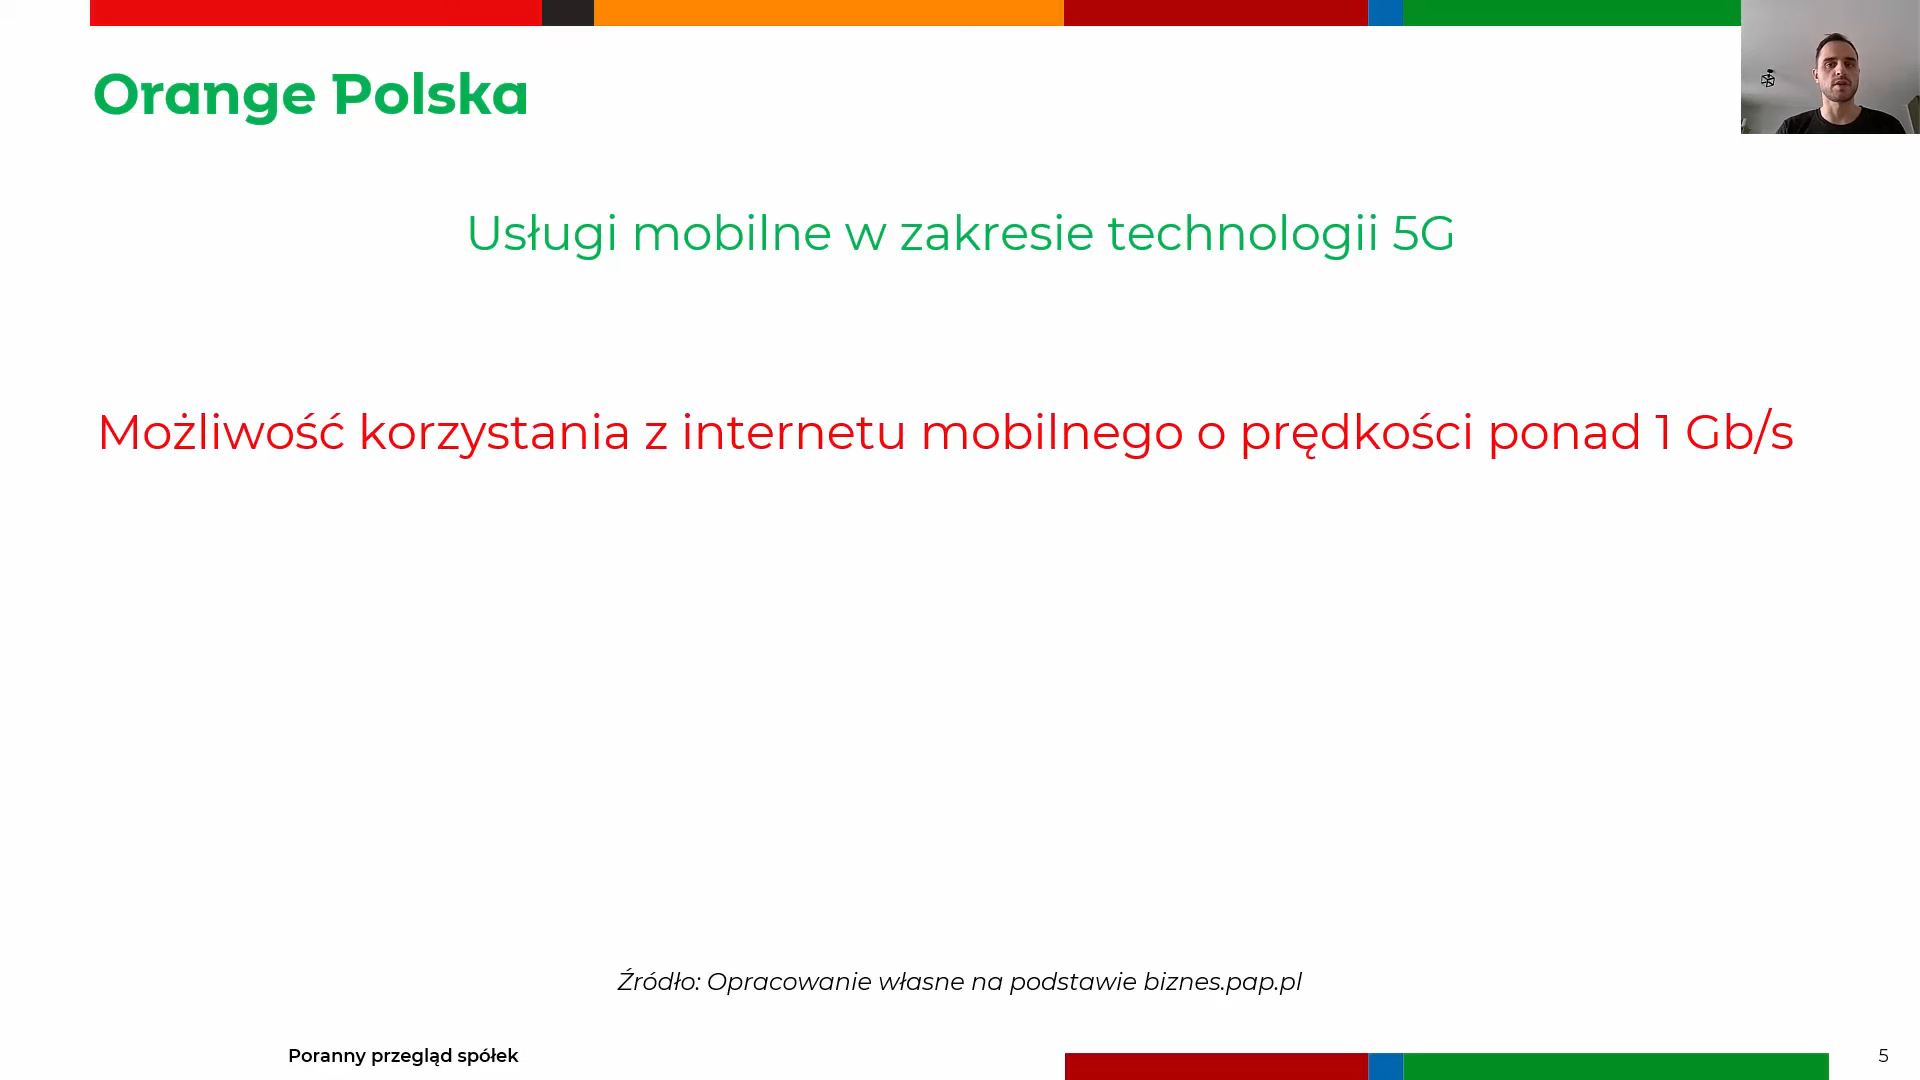 Orange Polska
Usługi mobilne w zakresie technologii 5G
Możliwość korzystania z internetu mobilnego o prędkości ponad 1 Gb/s
Źródło: Opracowanie własne na podstawie biznes.pap.pl
Poranny przegląd spółek
5